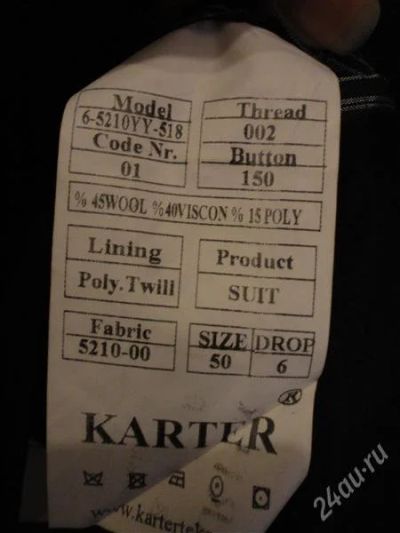 Model
6-5210YY-518
Code Nr.
01
Thread
002
Button
150
% 45WOOL %40VISCON % 15 POLY
Lining
Poly.Twill
Product
SUIT
Fabric
5210-00
SIZE DROP
50 6
K
KARTER
24au.ru